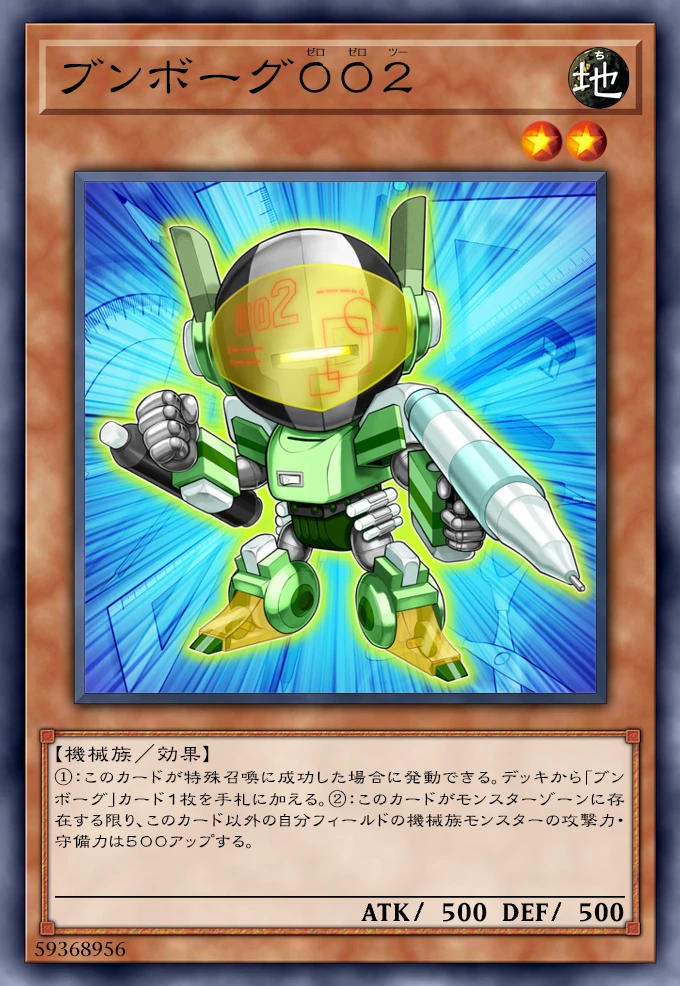 ゼロ ゼロ ツー
ブンボーグ002
ち
地
002
【機械族/効果】
①:このカードが特殊召喚に成功した場合に発動できる。デッキから「ブン
ボーグ」カード1枚を手札に加える。②:このカードがモンスターゾーンに存
在する限り、このカード以外の自分フィールドの機械族モンスターの攻撃力・
守備力は500アップする。
ATK/ 500 DEF/ 500
59368956